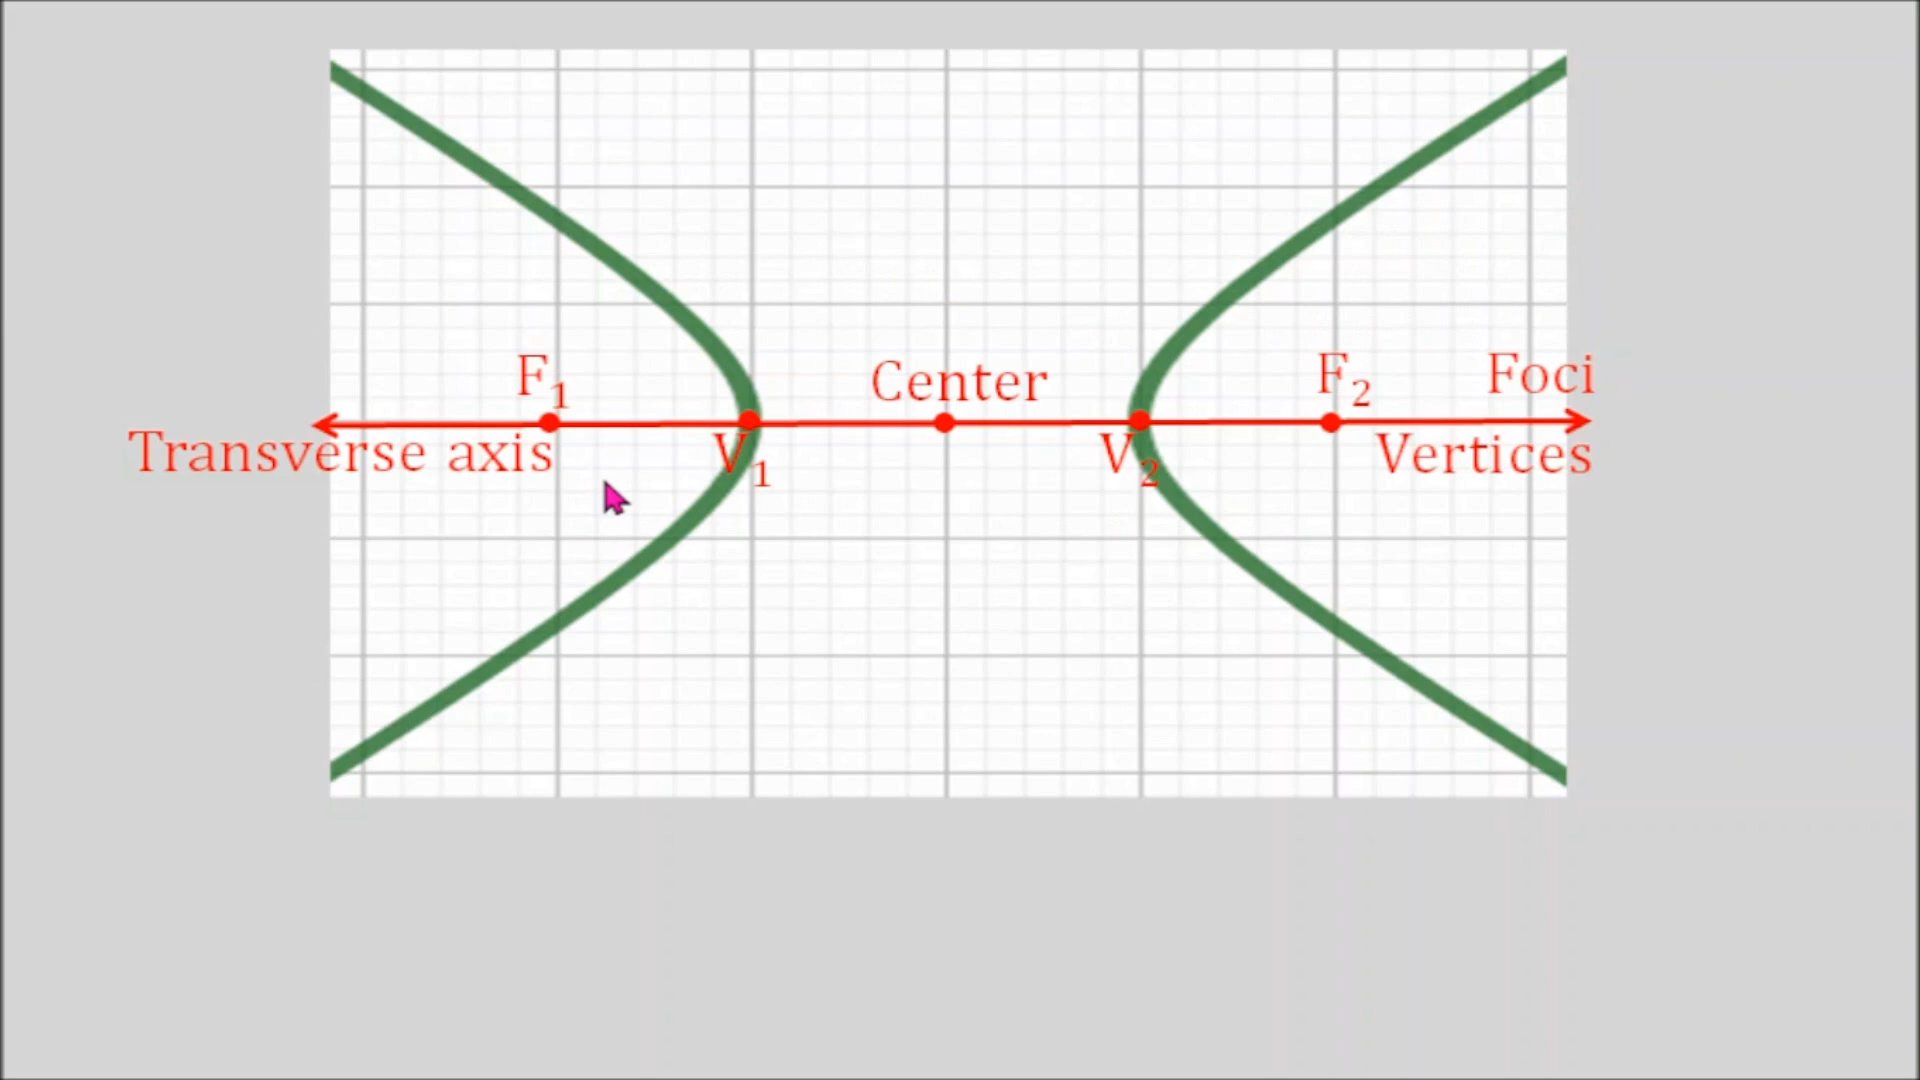 F₁ Center F₂ Foci
Transverse axis V₁ V₂ Vertices